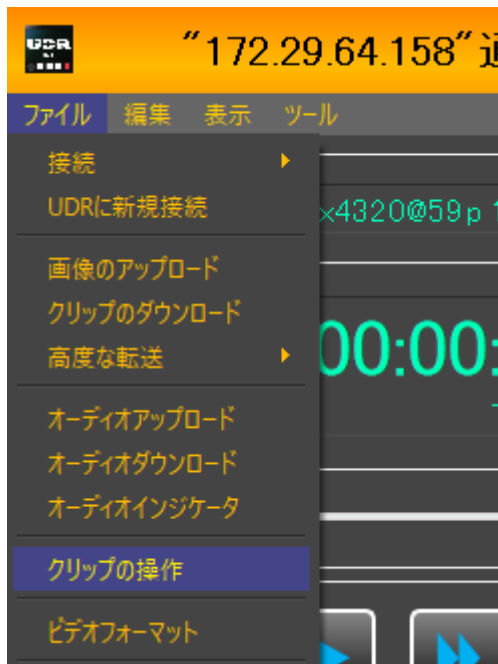 UDR
"172.29.64.158"通
ファイル 編集 表示 ツール
接続
UDRに新規接続
x4320@59p 1
画像のアップロード
クリップのダウンロード
高度な転送
00:00:
オーディオアップロード
オーディオダウンロード
オーディオインジケータ
クリップの操作
ビデオフォーマット